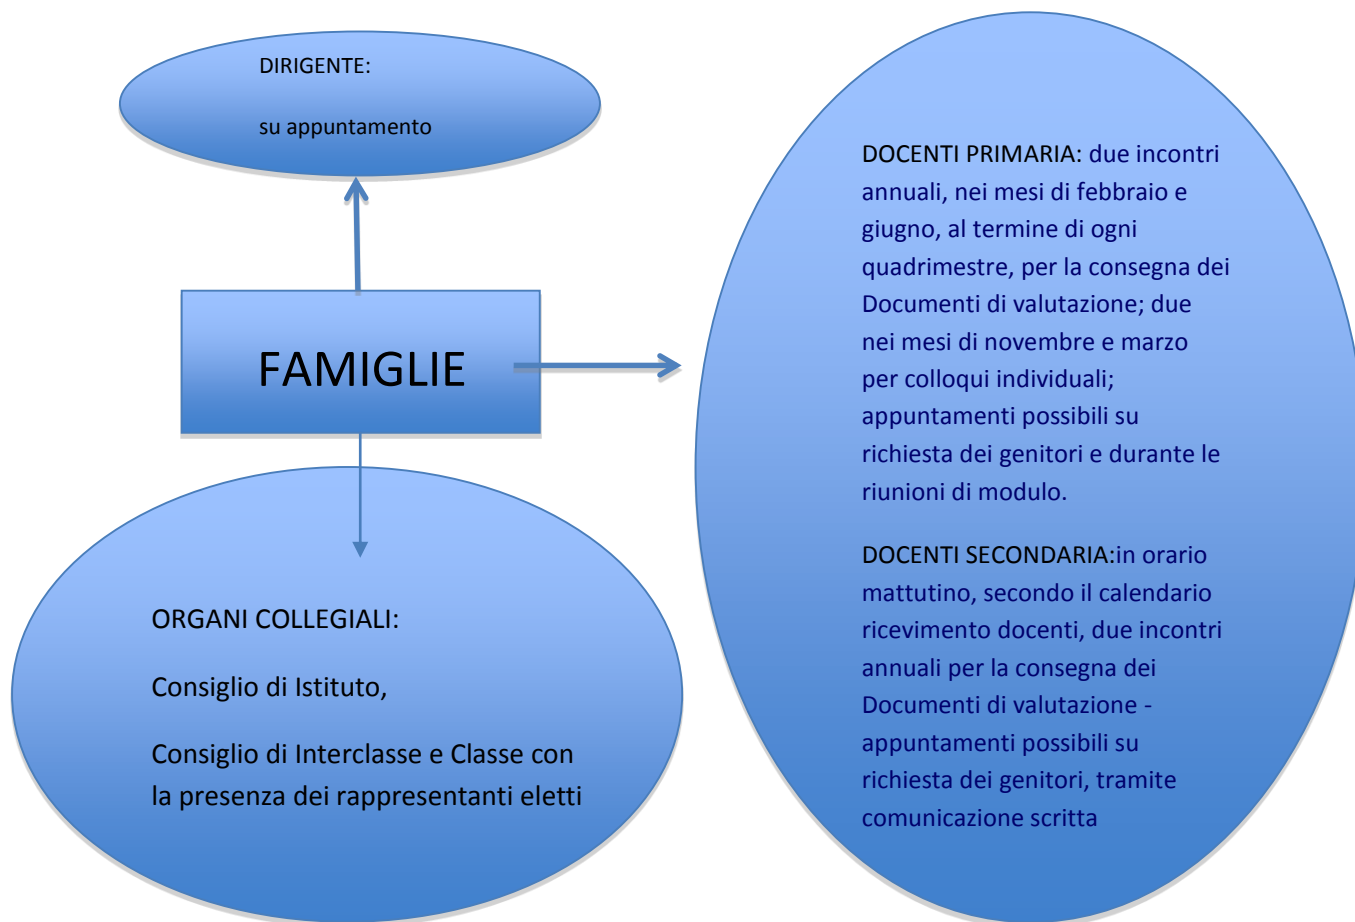 DIRIGENTE:
su appuntamento
FAMIGLIE
ORGANI COLLEGIALI:
Consiglio di Istituto,
Consiglio di Interclasse e Classe con
la presenza dei rappresentanti eletti
DOCENTI PRIMARIA: due incontri
annuali, nei mesi di febbraio e
giugno, al termine di ogni
quadrimestre, per la consegna dei
Documenti di valutazione; due
nei mesi di novembre e marzo
per colloqui individuali;
appuntamenti possibili su
richiesta dei genitori e durante le
riunioni di modulo.
DOCENTI SECONDARIA:in orario
mattutino, secondo il calendario
ricevimento docenti, due incontri
annuali per la consegna dei
Documenti di valutazione -
appuntamenti possibili su
richiesta dei genitori, tramite
comunicazione scritta